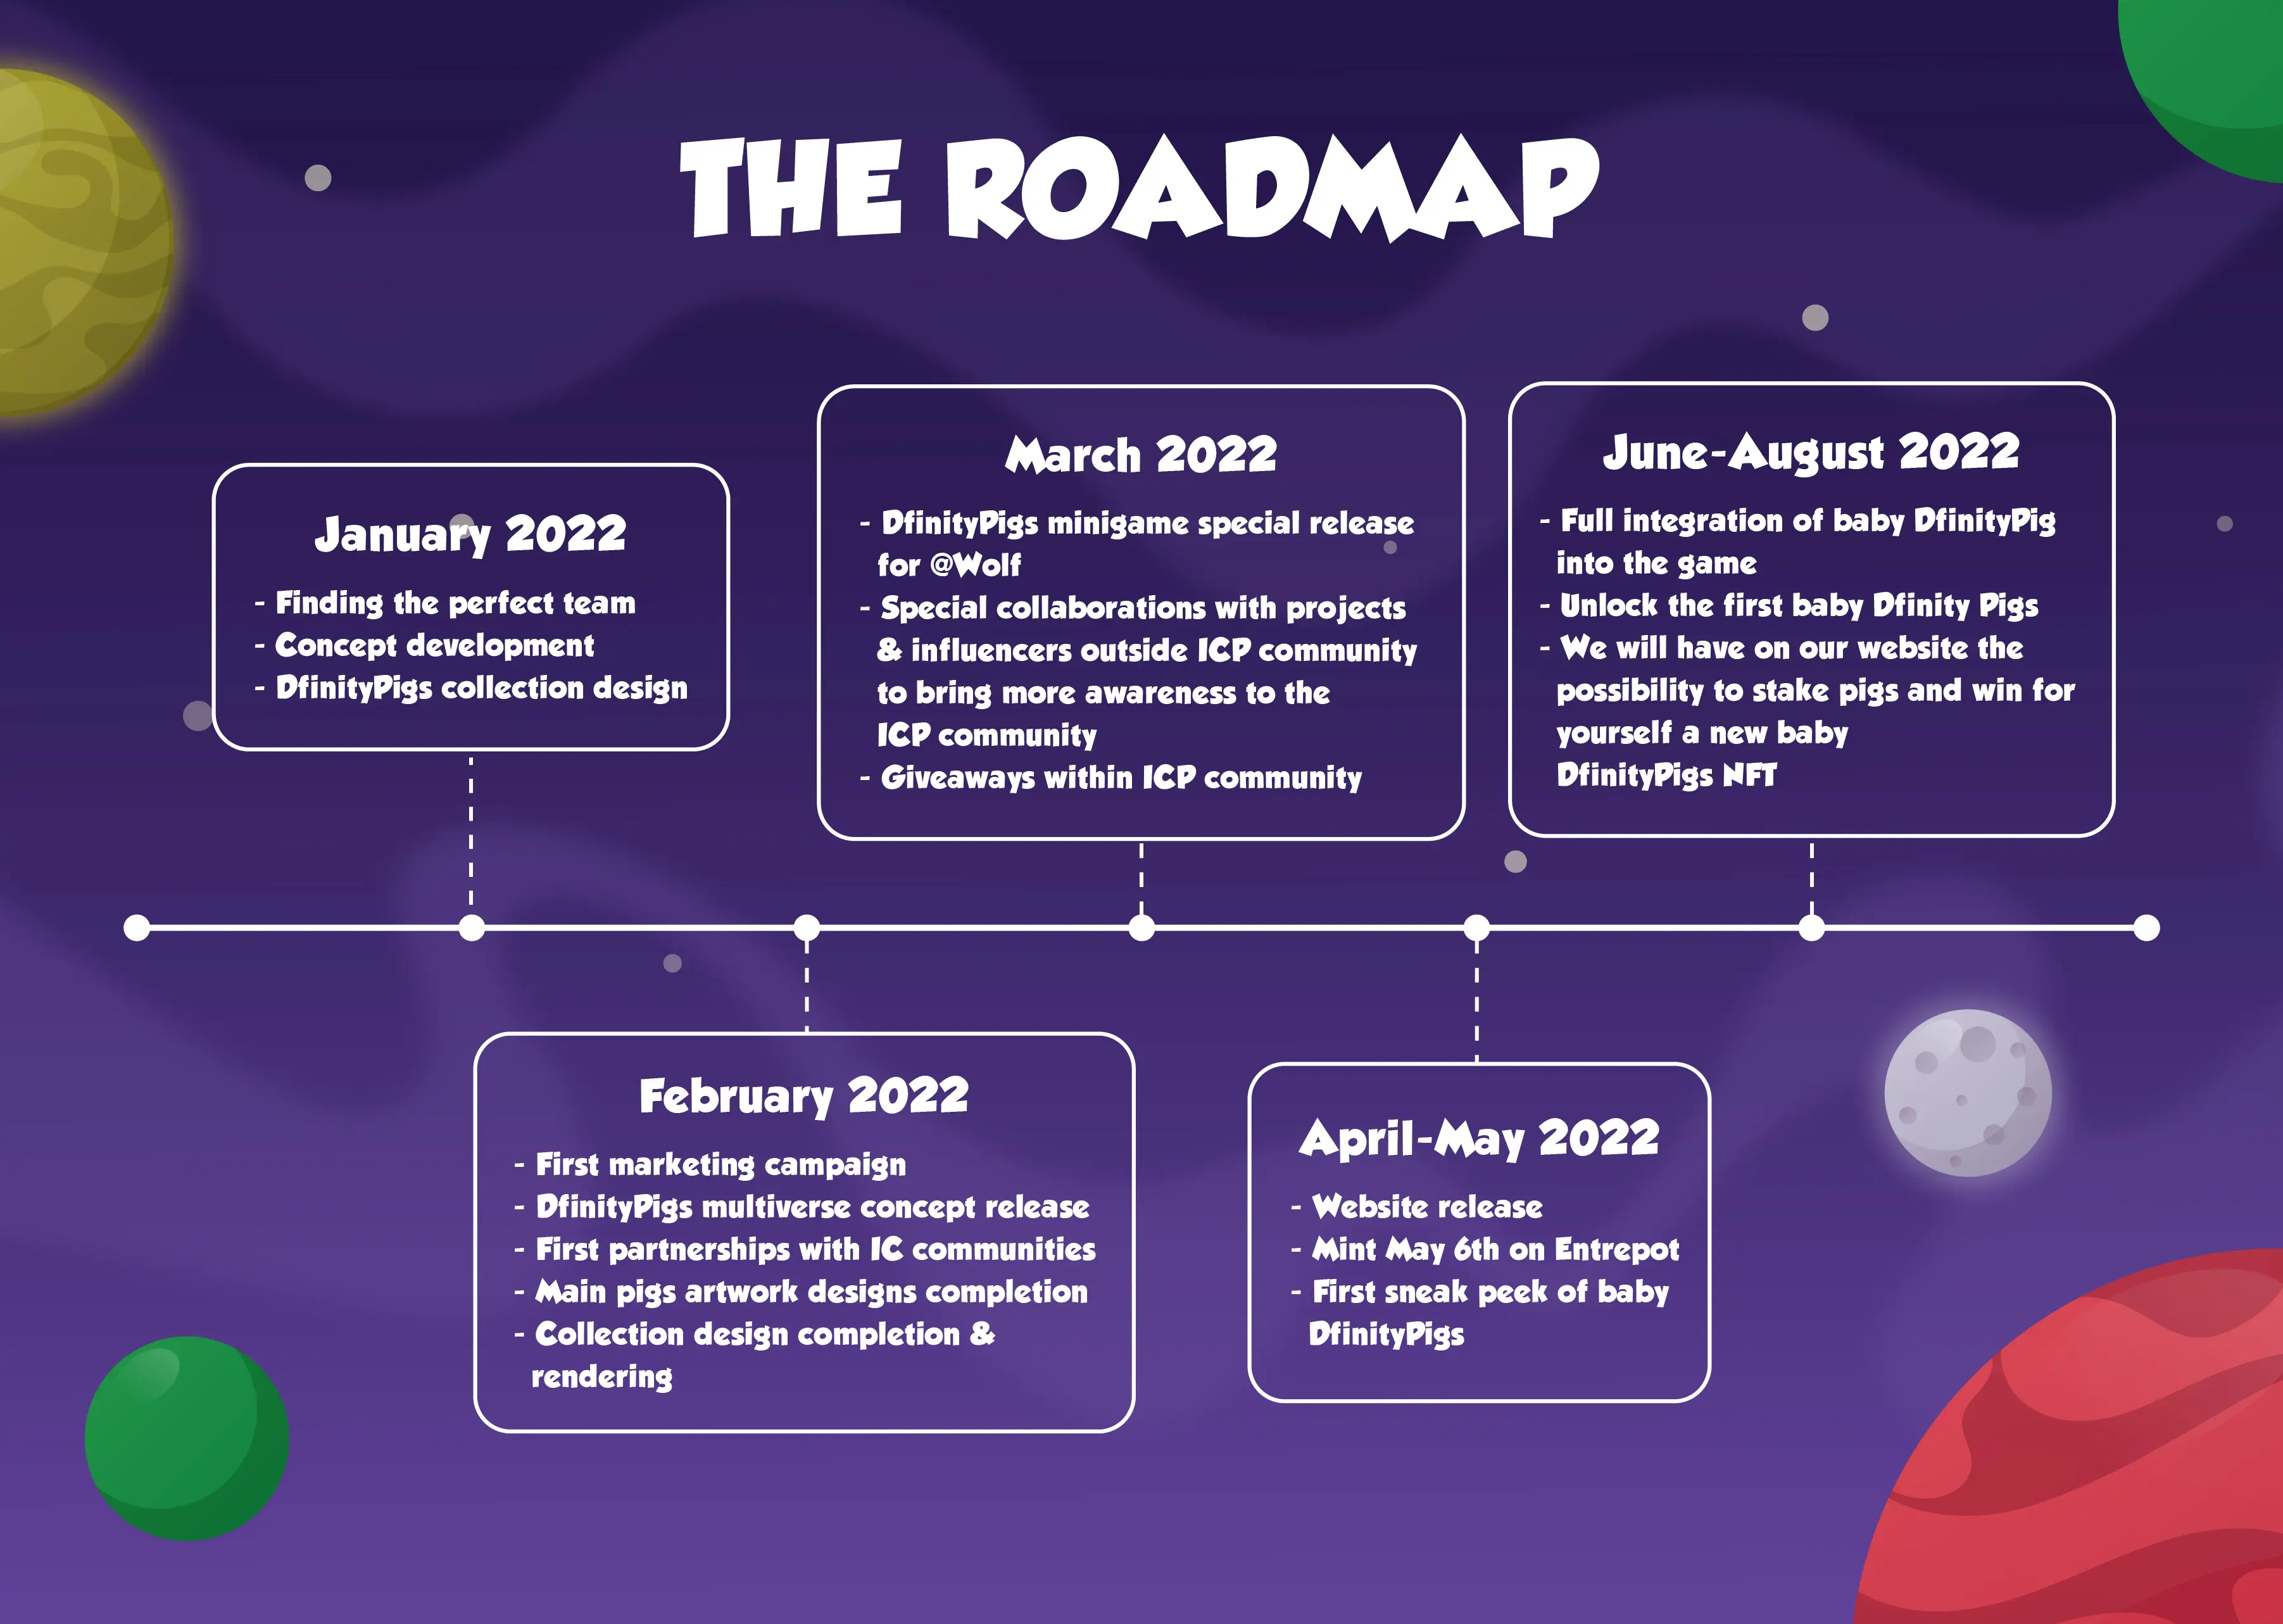 THE ROADMAP
January 2022
- Finding the perfect team
- Concept development
- DfinityPigs collection design
March 2022
- DfinityPigs minigame special release
for @Wolf
- Special collaborations with projects
& influencers outside ICP community
to bring more awareness to the
ICP community
- Giveaways within ICP community
June-August 2022
- Full integration of baby DfinityPig
into the game
- Unlock the first baby Dfinity Pigs
- We will have on our website the
possibility to stake pigs and win for
yourself a new baby
DfinityPigs NFT
February 2022
- First marketing campaign
- DfinityPigs multiverse concept release
- First partnerships with IC communities
- Main pigs artwork designs completion
- Collection design completion &
rendering
April-May 2022
- Website release
- Mint May 6th on Entrepot
- First sneak peek of baby
DfinityPigs